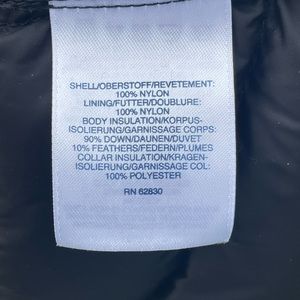 SHELL/OBERSTOFF/REVETEMENT:
100% NYLON
LINING/FUTTER/DOUBLURE:
100% NYLON
BODY INSULATION/KORPUS-
ISOLIERUNG/GARNISSAGE CORPS:
90% DOWN/DAUNEN/DUVET
10% FEATHERS/FEDERN/PLUMES
COLLAR INSULATION/KRAGEN-
ISOLIERUNG/GARNISSAGE COL:
100% POLYESTER
RN 62830